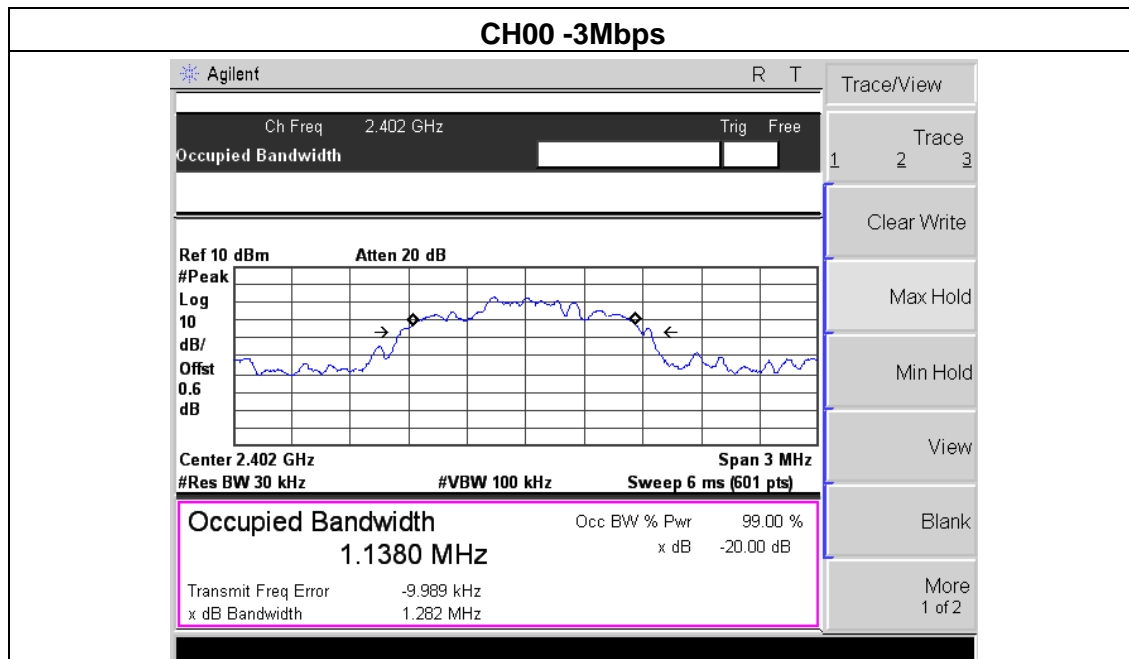 CH00 -3Mbps
Agilent R T
Trace/View
Ch Freq 2.402 GHz Trig Free
Occupied Bandwidth
Trace
1 2 3
Clear Write
Ref 10 dBm Atten 20 dB
#Peak
Log
10
dB/
Offst
0.6
dB
Max Hold
Min Hold
Center 2.402 GHz Span 3 MHz
#Res BW 30 kHz #VBW 100 kHz Sweep 6 ms (601 pts)
View
Occupied Bandwidth Occ BW % Pwr 99.00 %
1.1380 MHz x dB -20.00 dB
Blank
Transmit Freq Error -9.989 kHz
x dB Bandwidth 1.282 MHz
More
1 of 2